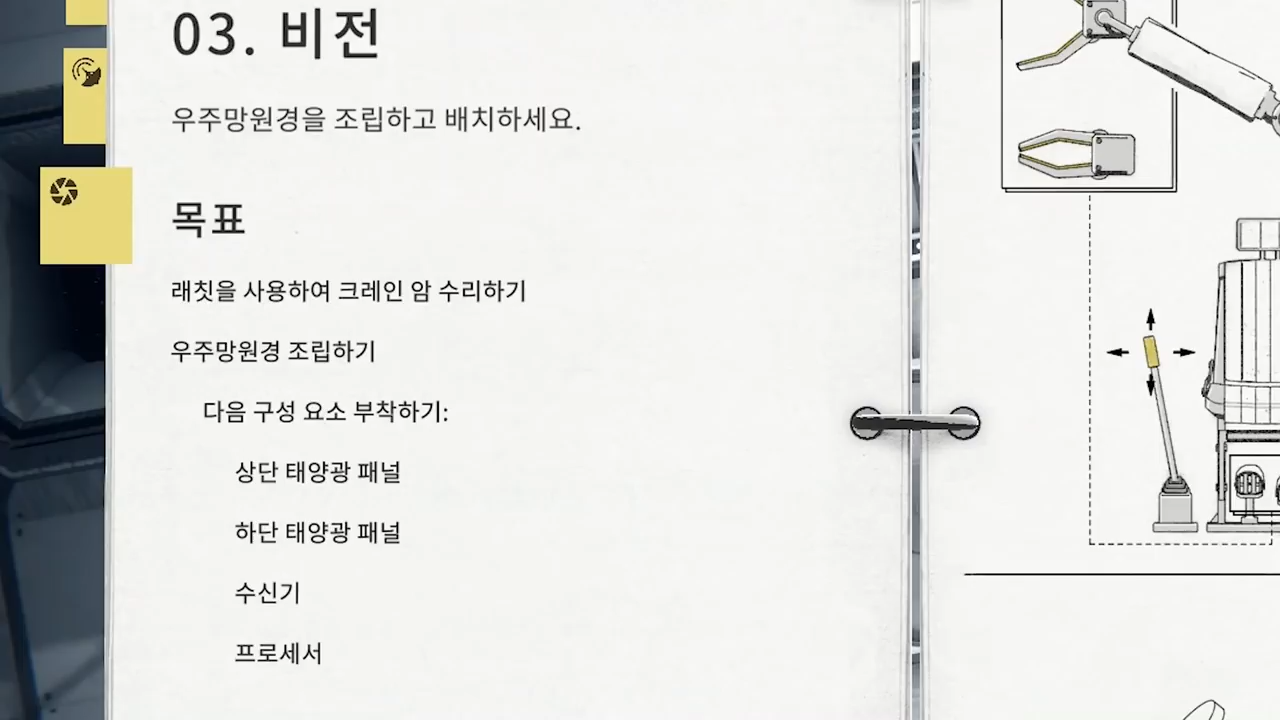 03. 비전
우주망원경을 조립하고 배치하세요.
목표
래칫을 사용하여 크레인 암 수리하기
우주망원경 조립하기
다음 구성 요소 부착하기:
상단 태양광 패널
하단 태양광 패널
수신기
프로세서